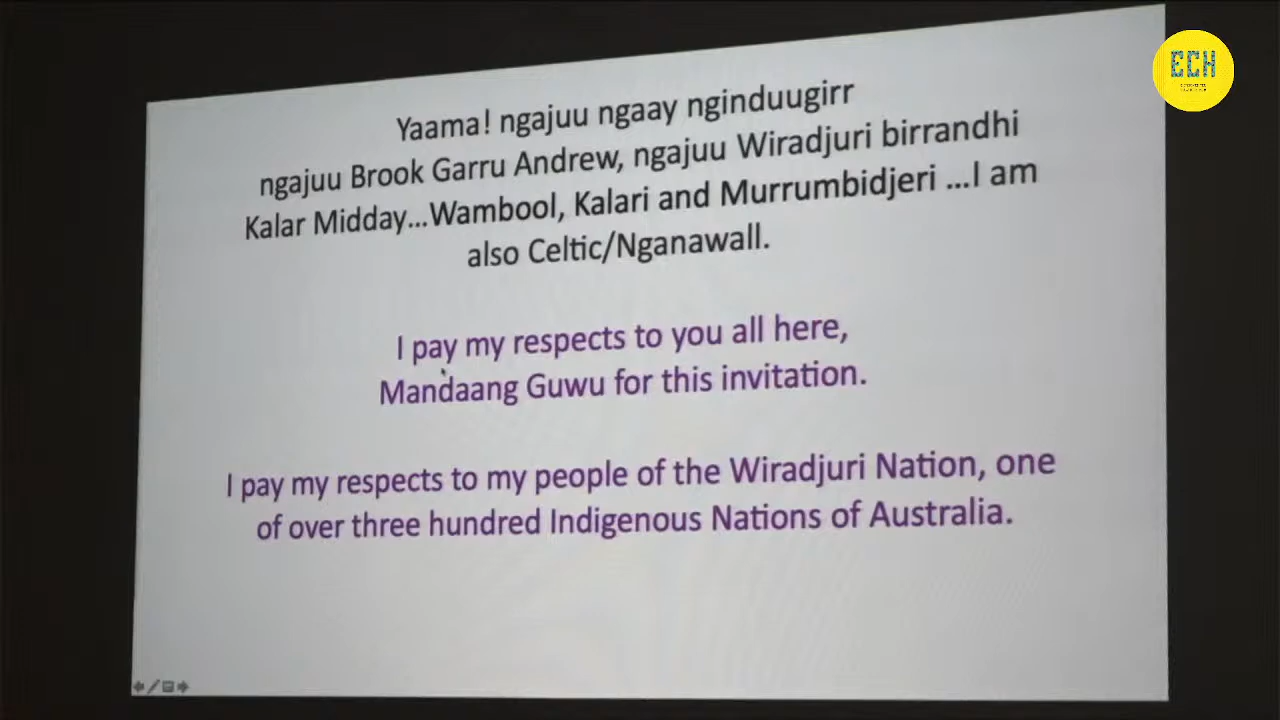 Yaama! ngajuu ngaay nginduugirr
ngajuu Brook Garru Andrew, ngajuu Wiradjuri birrandhi
Kalar Midday...Wambool, Kalari and Murrumbidjeri ...I am
also Celtic/Nganawall.
I pay my respects to you all here,
Mandaang Guwu for this invitation.
I pay my respects to my people of the Wiradjuri Nation, one
of over three hundred Indigenous Nations of Australia.
ECH